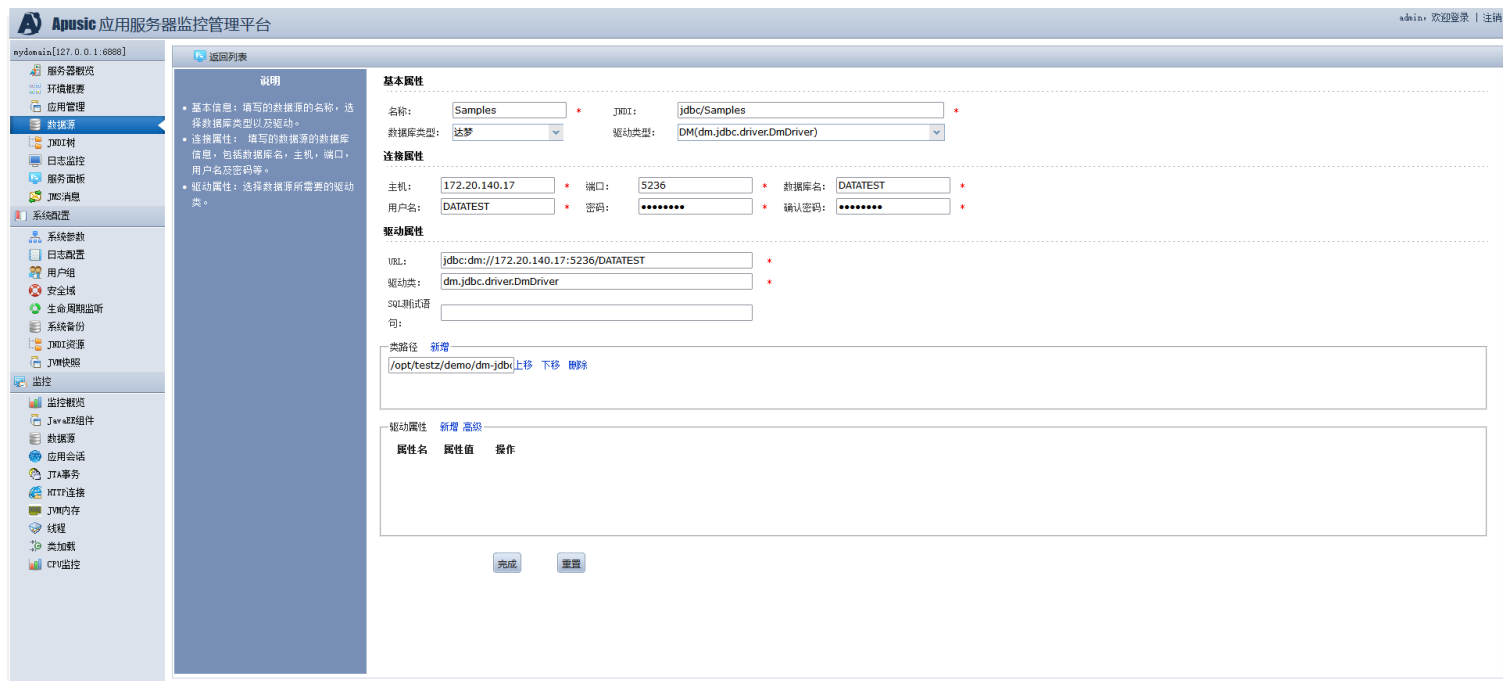 Apusic 应用服务器监控管理平台
admin, 欢迎登录 | 注销
mydomain[127.0.0.1:6888]
服务器概览
环境概要
应用管理
数据源
JNDI树
日志监控
服务面板
JMS消息
系统配置
系统参数
日志配置
用户组
安全域
生命周期监听
系统备份
JNDI资源
JVM快照
监控
监控概览
JavaEE组件
数据源
应用会话
JTA事务
HTTP连接
JVM内存
线程
类加载
CPU监控
返回列表
说明
• 基本信息: 填写的数据源的名称, 选
择数据库类型以及驱动。
• 连接属性: 填写的数据源的数据库
信息, 包括数据库名, 主机, 端口,
用户名及密码等。
• 驱动属性: 选择数据源所需要的驱动
类。
基本属性
名称: Samples * JNDI: jdbc/Samples *
数据库类型: 达梦 驱动类型: DM(dm.jdbc.driver.DmDriver)
连接属性
主机: 172.20.140.17 * 端口: 5236 * 数据库名: DATATEST *
用户名: DATATEST * 密码: •••••••• * 确认密码: •••••••• *
驱动属性
URL: jdbc:dm://172.20.140.17:5236/DATATEST *
驱动类: dm.jdbc.driver.DmDriver *
SQL测试语
句:
类路径 新增
/opt/testz/demo/dm-jdbc 上移 下移 删除
驱动属性 新增 高级
属性名 属性值 操作
完成 重置